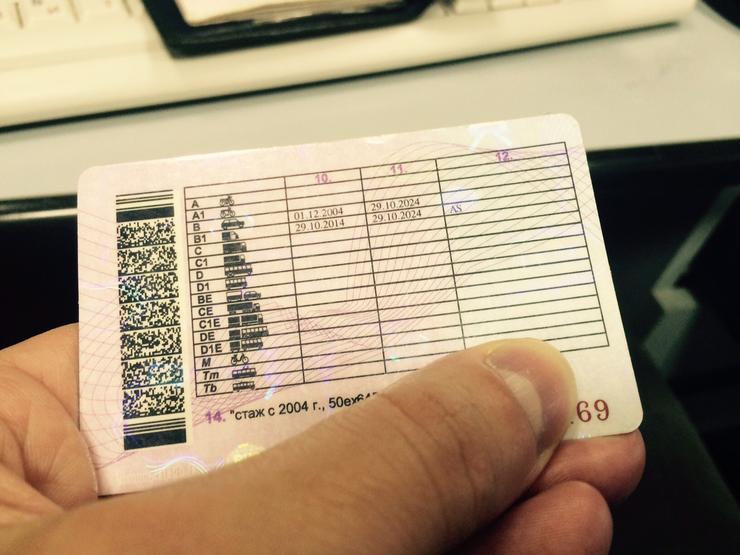 10. 11. 12.
A
A1
B 01.12.2004 29.10.2024
B1 29.10.2014 29.10.2024 AS
C
C1
D
D1
BE
CE
C1E
DE
D1E
M
Tm
Tb
14. "стаж с 2004 г.,
69